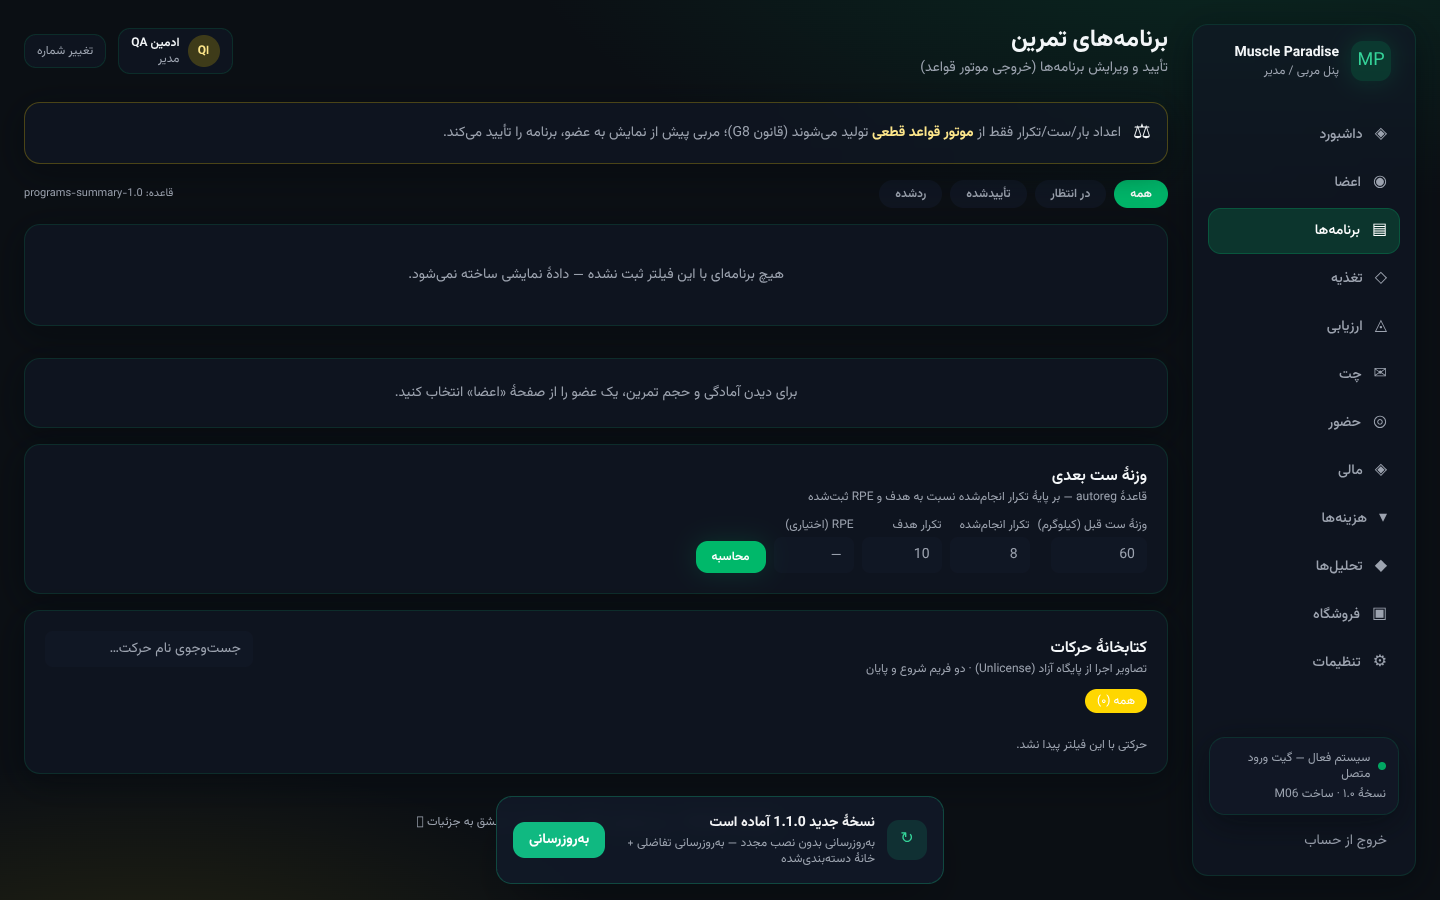 MP
Muscle Paradise
پنل مربی / مدیر
داشبورد
اعضا
برنامه‌ها
تغذیه
ارزیابی
چت
حضور
مالی
هزینه‌ها
تحلیل‌ها
فروشگاه
تنظیمات
سیستم فعال — گیت ورود
متصل
نسخهٔ ۱.۰ · ساخت M06
خروج از حساب
برنامه‌های تمرین
تأیید و ویرایش برنامه‌ها (خروجی موتور قواعد)
Qا
ادمین QA
مدیر
تغییر شماره
اعداد بار/ست/تکرار فقط از موتور قواعد قطعی تولید می‌شوند (قانون G8)؛ مربی پیش از نمایش به عضو، برنامه را تأیید می‌کند.
همه
در انتظار
تأییدشده
ردشده
قاعده: programs-summary-1.0
هیچ برنامه‌ای با این فیلتر ثبت نشده — دادهٔ نمایشی ساخته نمی‌شود.
برای دیدن آمادگی و حجم تمرین، یک عضو را از صفحهٔ «اعضا» انتخاب کنید.
وزنهٔ ست بعدی
قاعدهٔ autoreg — بر پایهٔ تکرار انجام‌شده نسبت به هدف و RPE ثبت‌شده
وزنهٔ ست قبل (کیلوگرم)
تکرار انجام‌شده
تکرار هدف
RPE (اختیاری)
60
8
10
—
محاسبه
کتابخانهٔ حرکات
تصاویر اجرا از پایگاه آزاد (Unlicense) · دو فریم شروع و پایان
جست‌وجوی نام حرکت...
همه (۰)
حرکتی با این فیلتر پیدا نشد.
نسخهٔ جدید 1.1.0 آماده است
به‌روزرسانی بدون نصب مجدد — به‌روزرسانی تفاضلی +
خانهٔ دسته‌بندی‌شده
به‌روزرسانی
به جزئیات